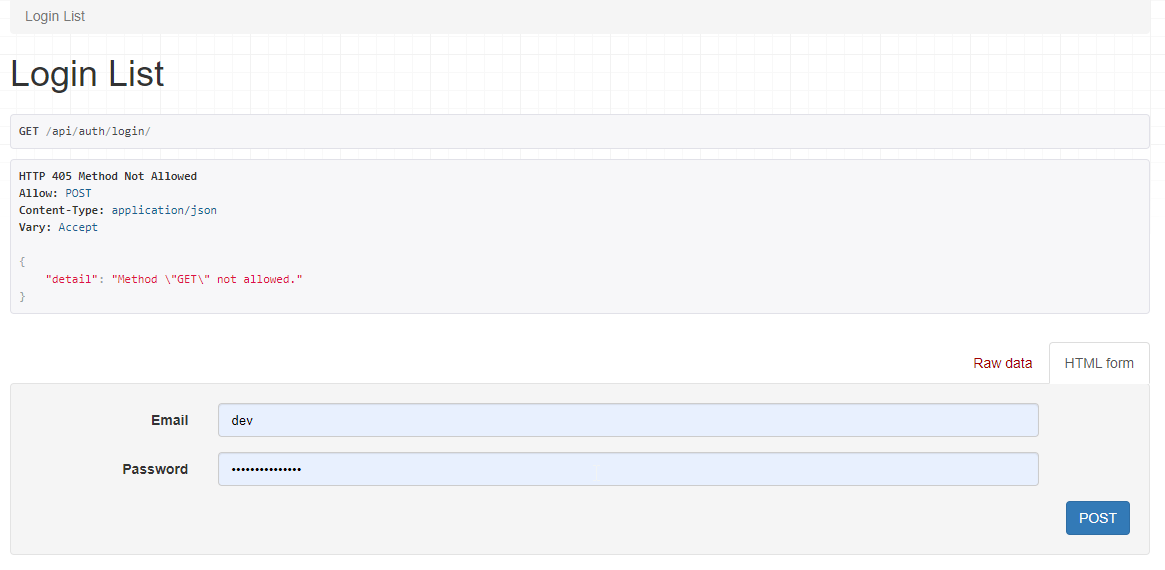 Login List
Login List
GET /api/auth/login/
HTTP 405 Method Not Allowed
Allow: POST
Content-Type: application/json
Vary: Accept
{
"detail": "Method \"GET\" not allowed."
}
Raw data
HTML form
Email
dev
Password
•••••••••••••••
POST